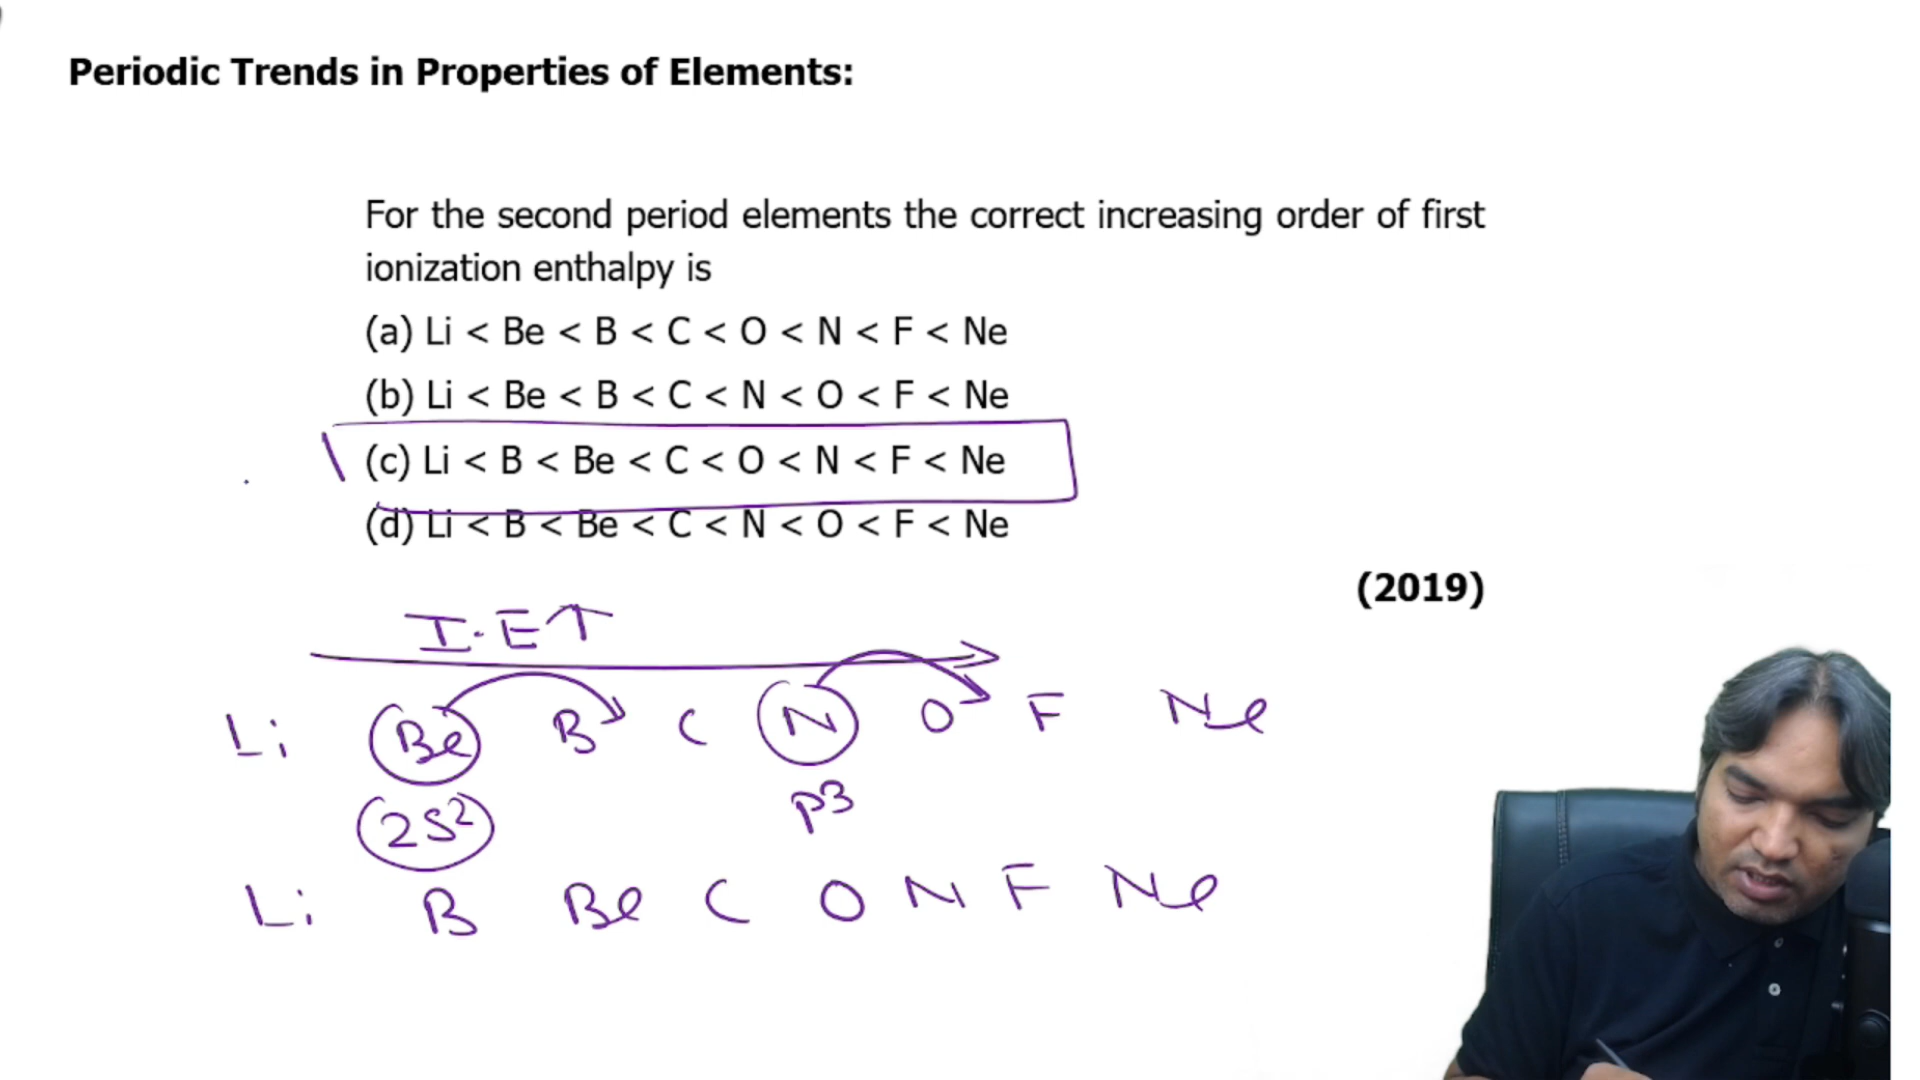 Periodic Trends in Properties of Elements:
For the second period elements the correct increasing order of first
ionization enthalpy is
(a) Li < Be < B < C < O < N < F < Ne
(b) Li < Be < B < C < N < O < F < Ne
(c) Li < B < Be < C < O < N < F < Ne
(d) Li < B < Be < C < N < O < F < Ne
(2019)
I.E↑
Li Be B C N O F Ne
2S² p3
Li B Be C O N F Ne